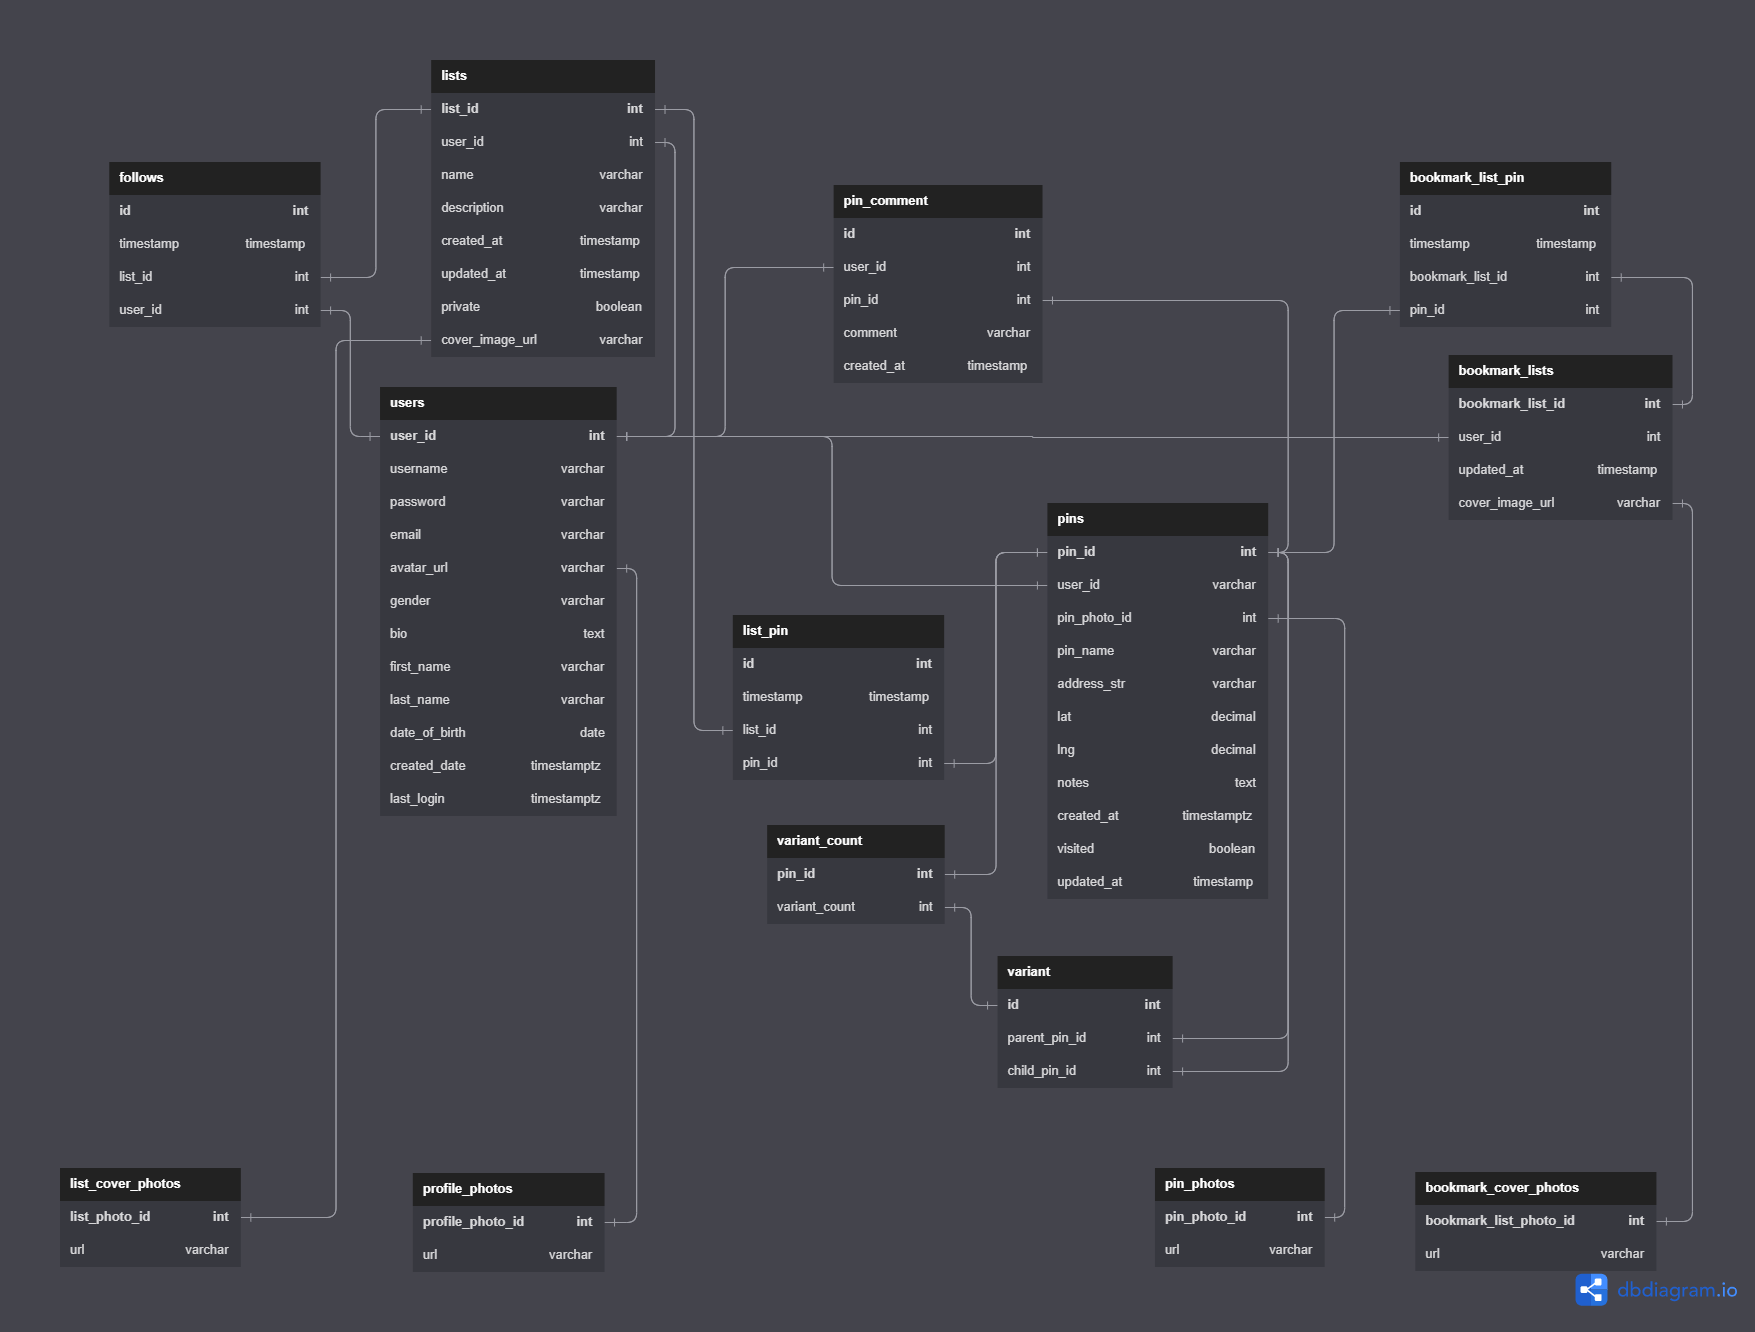 lists
list_id int
user_id int
name varchar
description varchar
created_at timestamp
updated_at timestamp
private boolean
cover_image_url varchar
follows
id int
timestamp timestamp
list_id int
user_id int
pin_comment
id int
user_id int
pin_id int
comment varchar
created_at timestamp
bookmark_list_pin
id int
timestamp timestamp
bookmark_list_id int
pin_id int
bookmark_lists
bookmark_list_id int
user_id int
updated_at timestamp
cover_image_url varchar
users
user_id int
username varchar
password varchar
email varchar
avatar_url varchar
gender varchar
bio text
first_name varchar
last_name varchar
date_of_birth date
created_date timestamptz
last_login timestamptz
pins
pin_id int
user_id varchar
pin_photo_id int
pin_name varchar
address_str varchar
lat decimal
lng decimal
notes text
created_at timestamptz
visited boolean
updated_at timestamp
list_pin
id int
timestamp timestamp
list_id int
pin_id int
variant_count
pin_id int
variant_count int
variant
id int
parent_pin_id int
child_pin_id int
list_cover_photos
list_photo_id int
url varchar
profile_photos
profile_photo_id int
url varchar
pin_photos
pin_photo_id int
url varchar
bookmark_cover_photos
bookmark_list_photo_id int
url varchar
dbdiagram.io